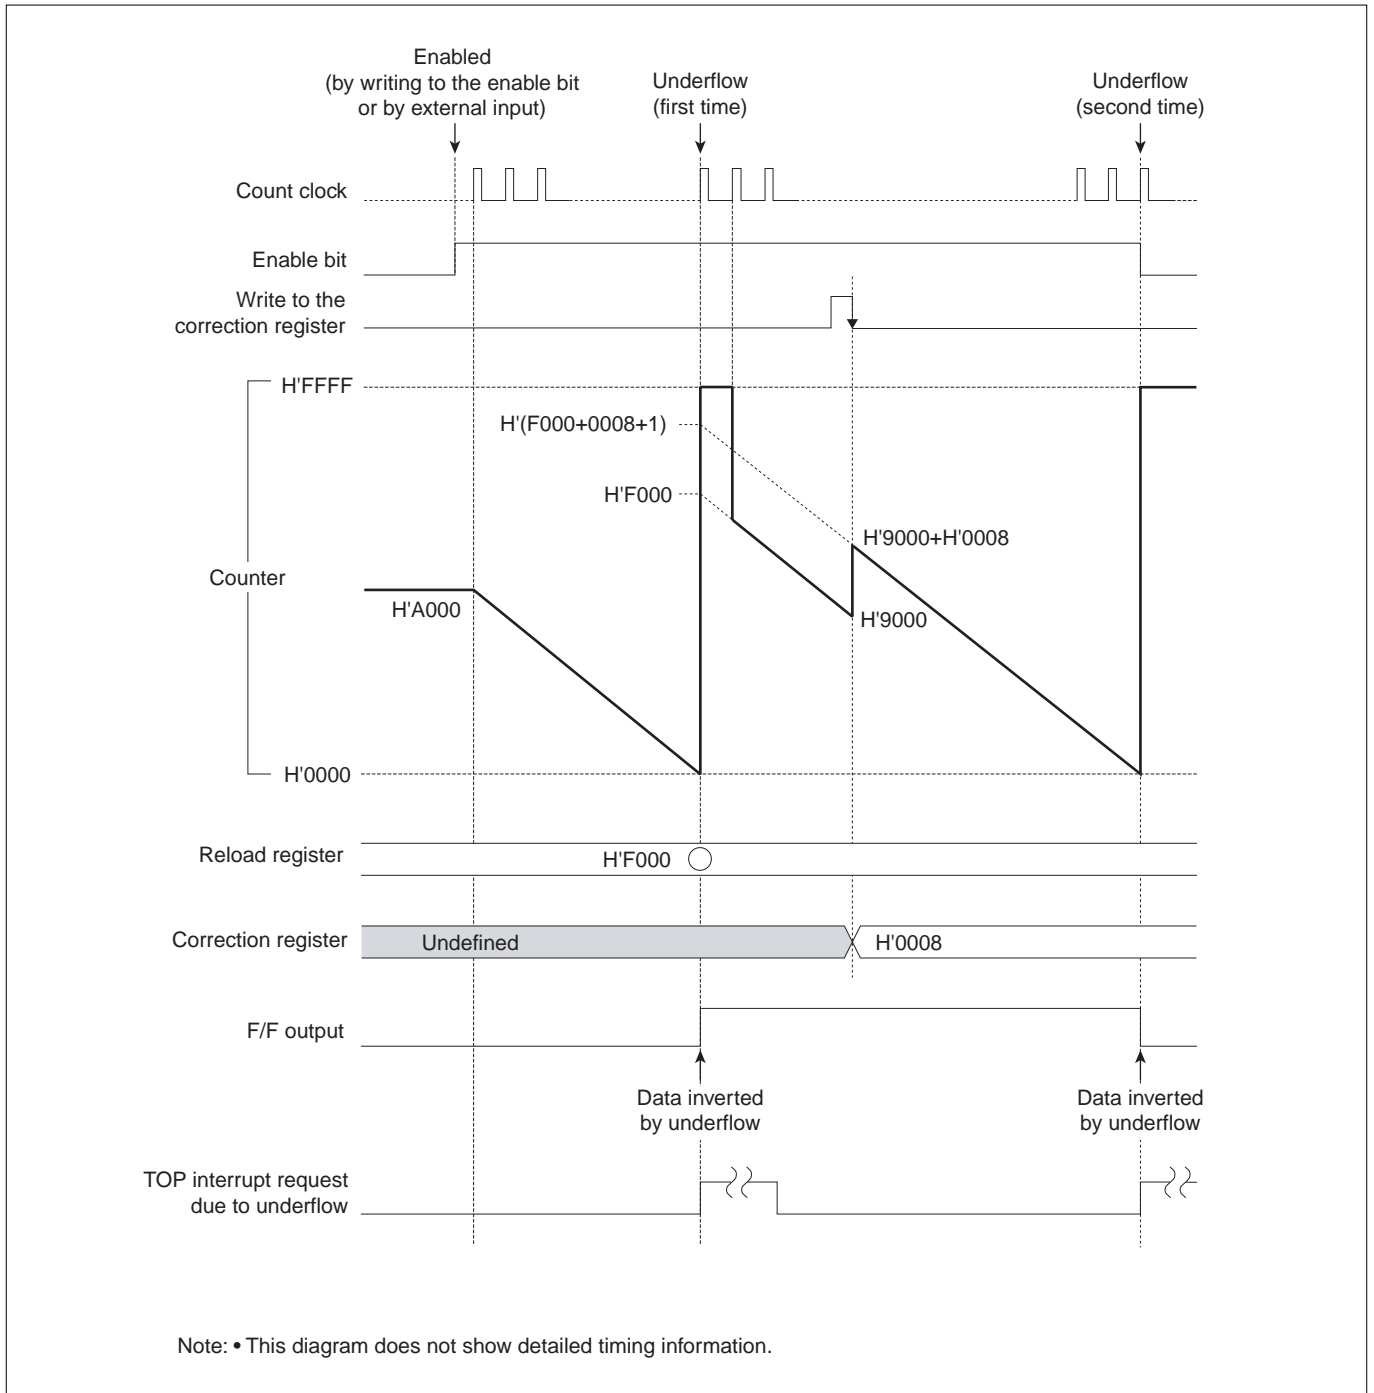 Enabled
(by writing to the enable bit
or by external input)
Underflow
(first time)
Underflow
(second time)
Count clock
Enable bit
Write to the
correction register
H'FFFF
H'(F000+0008+1)
H'F000
H'9000+H'0008
Counter
H'A000
H'9000
H'0000
Reload register
H'F000
Correction register
Undefined
H'0008
F/F output
Data inverted
by underflow
Data inverted
by underflow
TOP interrupt request
due to underflow
Note: • This diagram does not show detailed timing information.